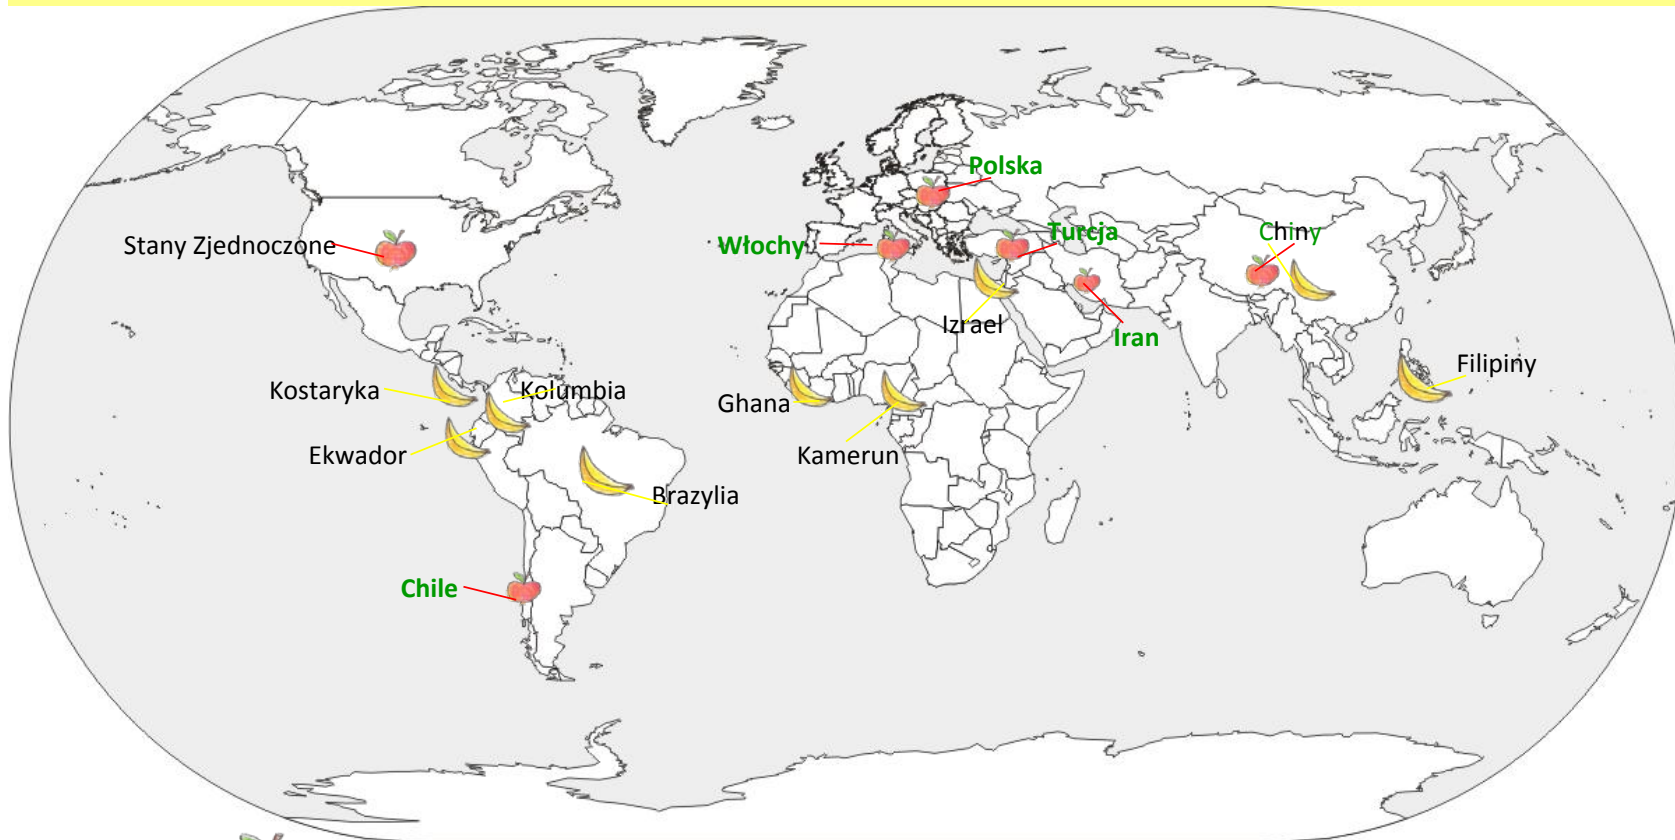 Polska
Stany Zjednoczone
Włochy
Turcja
Chiny
Izrael
Iran
Kostaryka
Kolumbia
Ghana
Filipiny
Ekwador
Kamerun
Brazylia
Chile